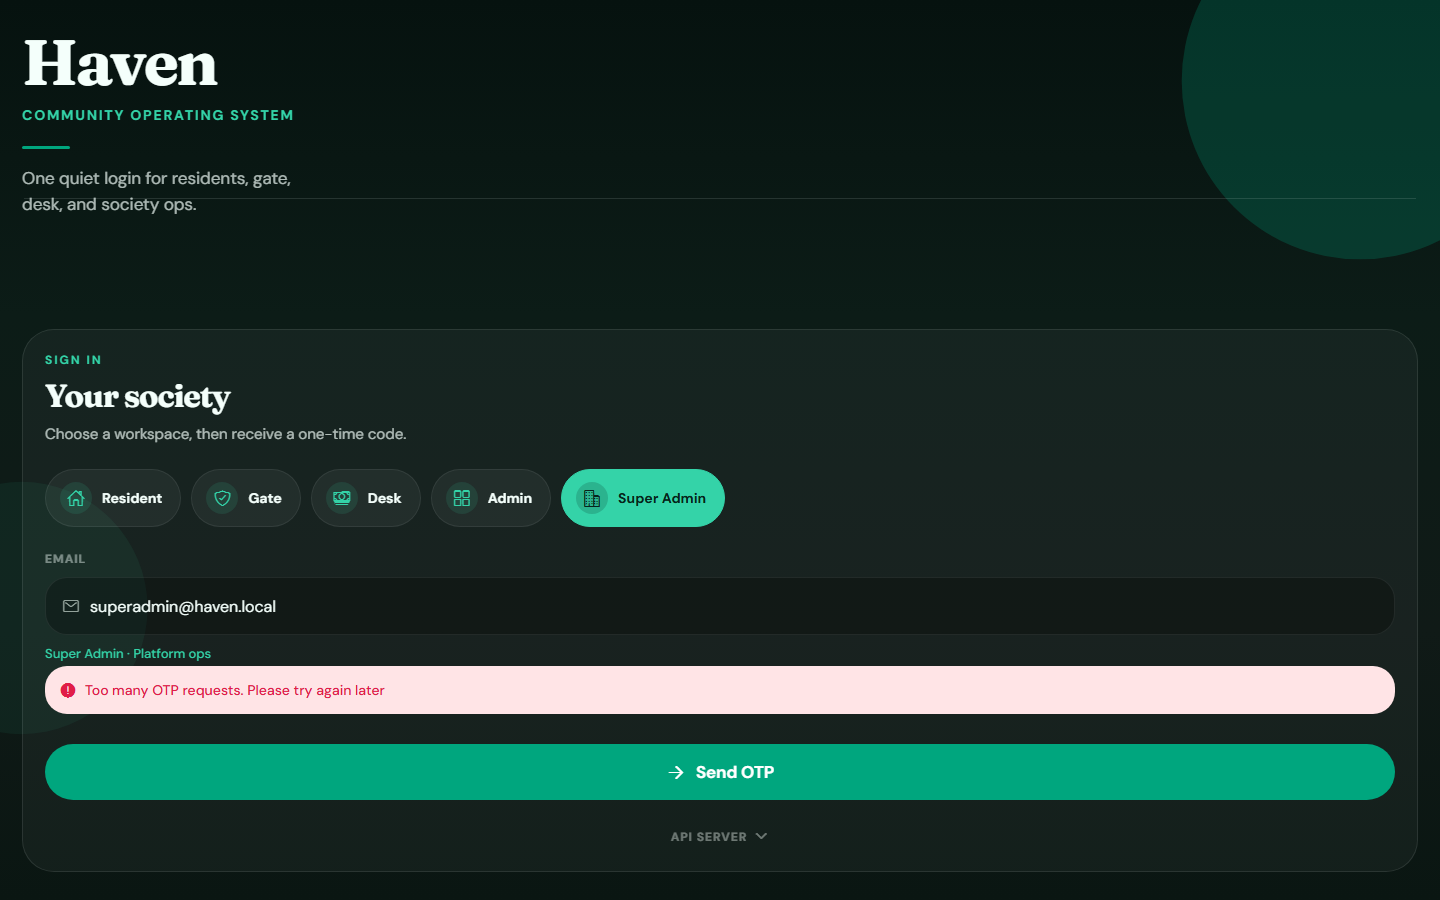 Haven
COMMUNITY OPERATING SYSTEM
One quiet login for residents, gate,
desk, and society ops.
SIGN IN
Your society
Choose a workspace, then receive a one-time code.
Resident
Gate
Desk
Admin
Super Admin
EMAIL
superadmin@haven.local
Super Admin · Platform ops
Too many OTP requests. Please try again later
Send OTP
API SERVER